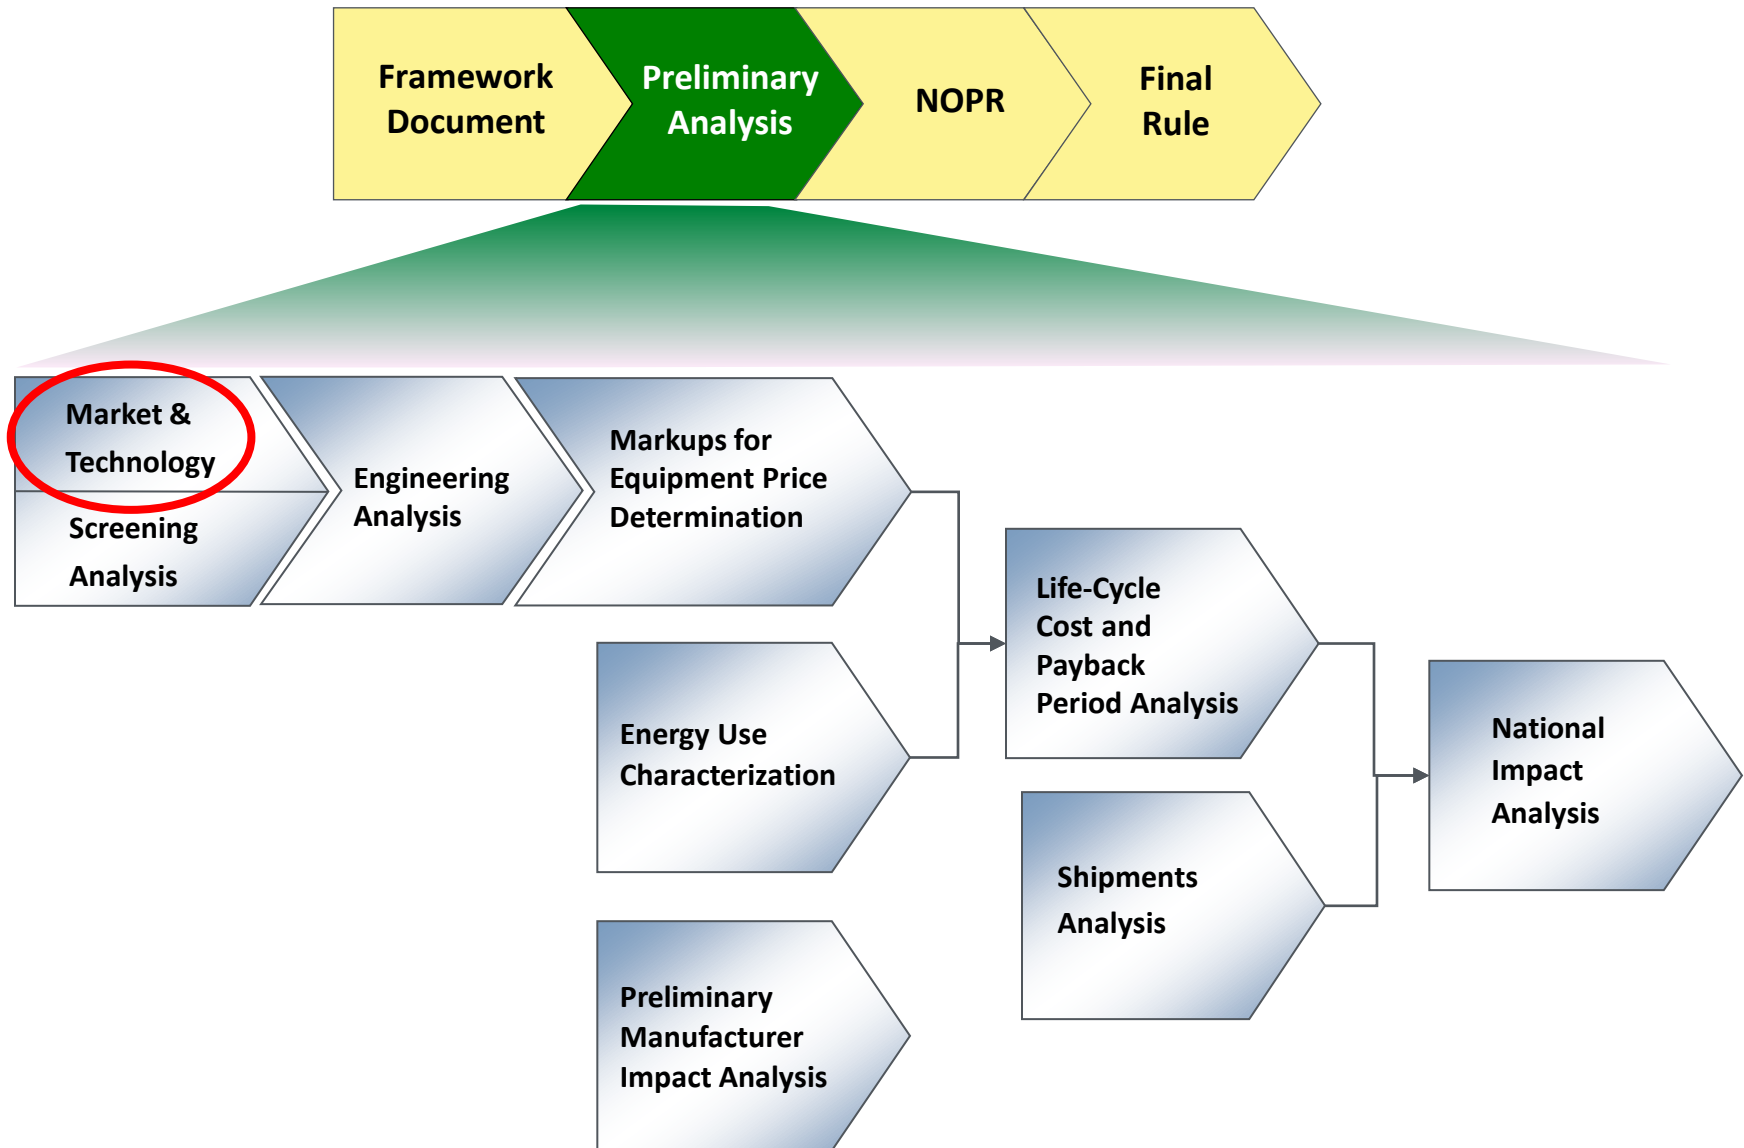 Framework
Document
Preliminary
Analysis
NOPR
Final
Rule
Market &
Technology
Screening
Analysis
Engineering
Analysis
Markups for
Equipment Price
Determination
Energy Use
Characterization
Preliminary
Manufacturer
Impact Analysis
Life-Cycle
Cost and
Payback
Period Analysis
Shipments
Analysis
National
Impact
Analysis